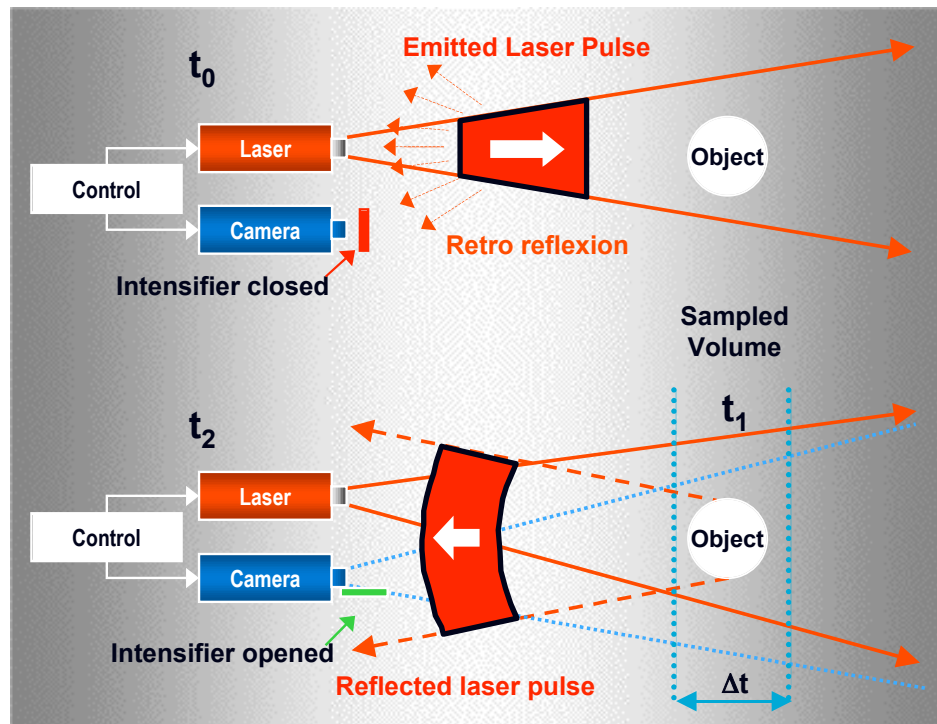 Emitted Laser Pulse
t0
Laser
Control
Object
Camera
Retro reflexion
Intensifier closed
Sampled
Volume
t1
t2
Laser
Control
Object
Camera
Intensifier opened
Reflected laser pulse
Δt